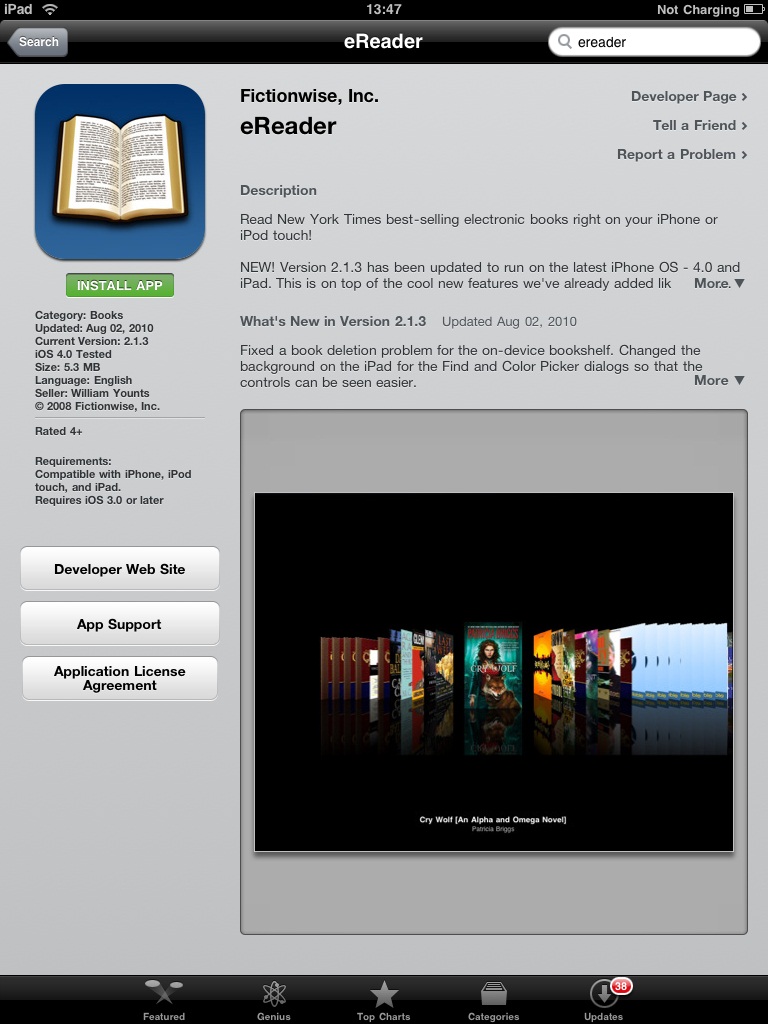 iPad
13:47
Not Charging
Search
eReader
ereader
Fictionwise, Inc.
eReader
Developer Page ›
Tell a Friend ›
Report a Problem ›
INSTALL APP
Category: Books
Updated: Aug 02, 2010
Current Version: 2.1.3
iOS 4.0 Tested
Size: 5.3 MB
Language: English
Seller: William Younts
© 2008 Fictionwise, Inc.
Rated 4+
Requirements:
Compatible with iPhone, iPod
touch, and iPad.
Requires iOS 3.0 or later
Developer Web Site
App Support
Application License
Agreement
Description
Read New York Times best-selling electronic books right on your iPhone or
iPod touch!
NEW! Version 2.1.3 has been updated to run on the latest iPhone OS - 4.0 and
iPad. This is on top of the cool new features we've already added lik More ▼
What's New in Version 2.1.3 Updated Aug 02, 2010
Fixed a book deletion problem for the on-device bookshelf. Changed the
background on the iPad for the Find and Color Picker dialogs so that the
controls can be seen easier. More ▼
CRY WOLF
Cry Wolf [An Alpha and Omega Novel]
Patricia Briggs
Featured
Genius
Top Charts
Categories
38
Updates